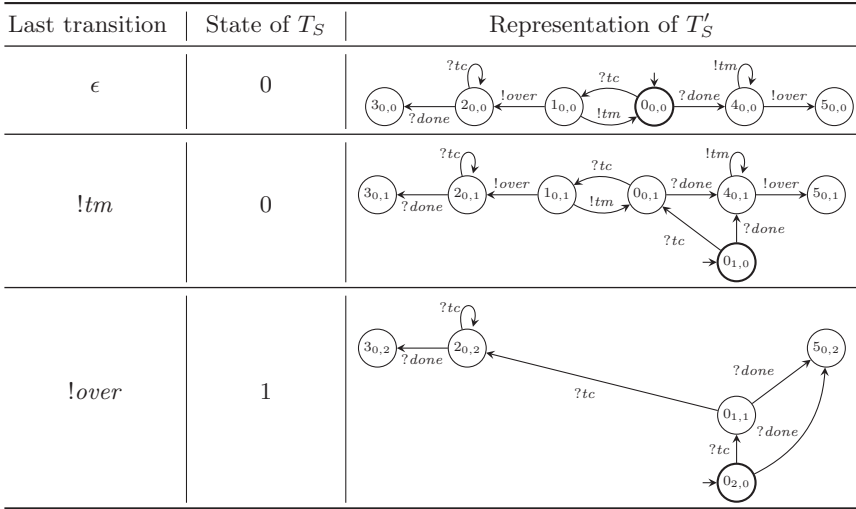 Last transition State of T_S Representation of T'_S
ϵ 0
?tc ?tc !tm
3_{0,0} ?done 2_{0,0} !over 1_{0,0} !tm 0_{0,0} ?done 4_{0,0} !over 5_{0,0}
!tm 0
?tc ?tc !tm
3_{0,1} ?done 2_{0,1} !over 1_{0,1} !tm 0_{0,1} ?done 4_{0,1} !over 5_{0,1}
?tc ?done
0_{1,0}
!over 1
?tc
3_{0,2} ?done 2_{0,2} 5_{0,2}
?tc ?done
0_{1,1}
?tc ?done
0_{2,0}